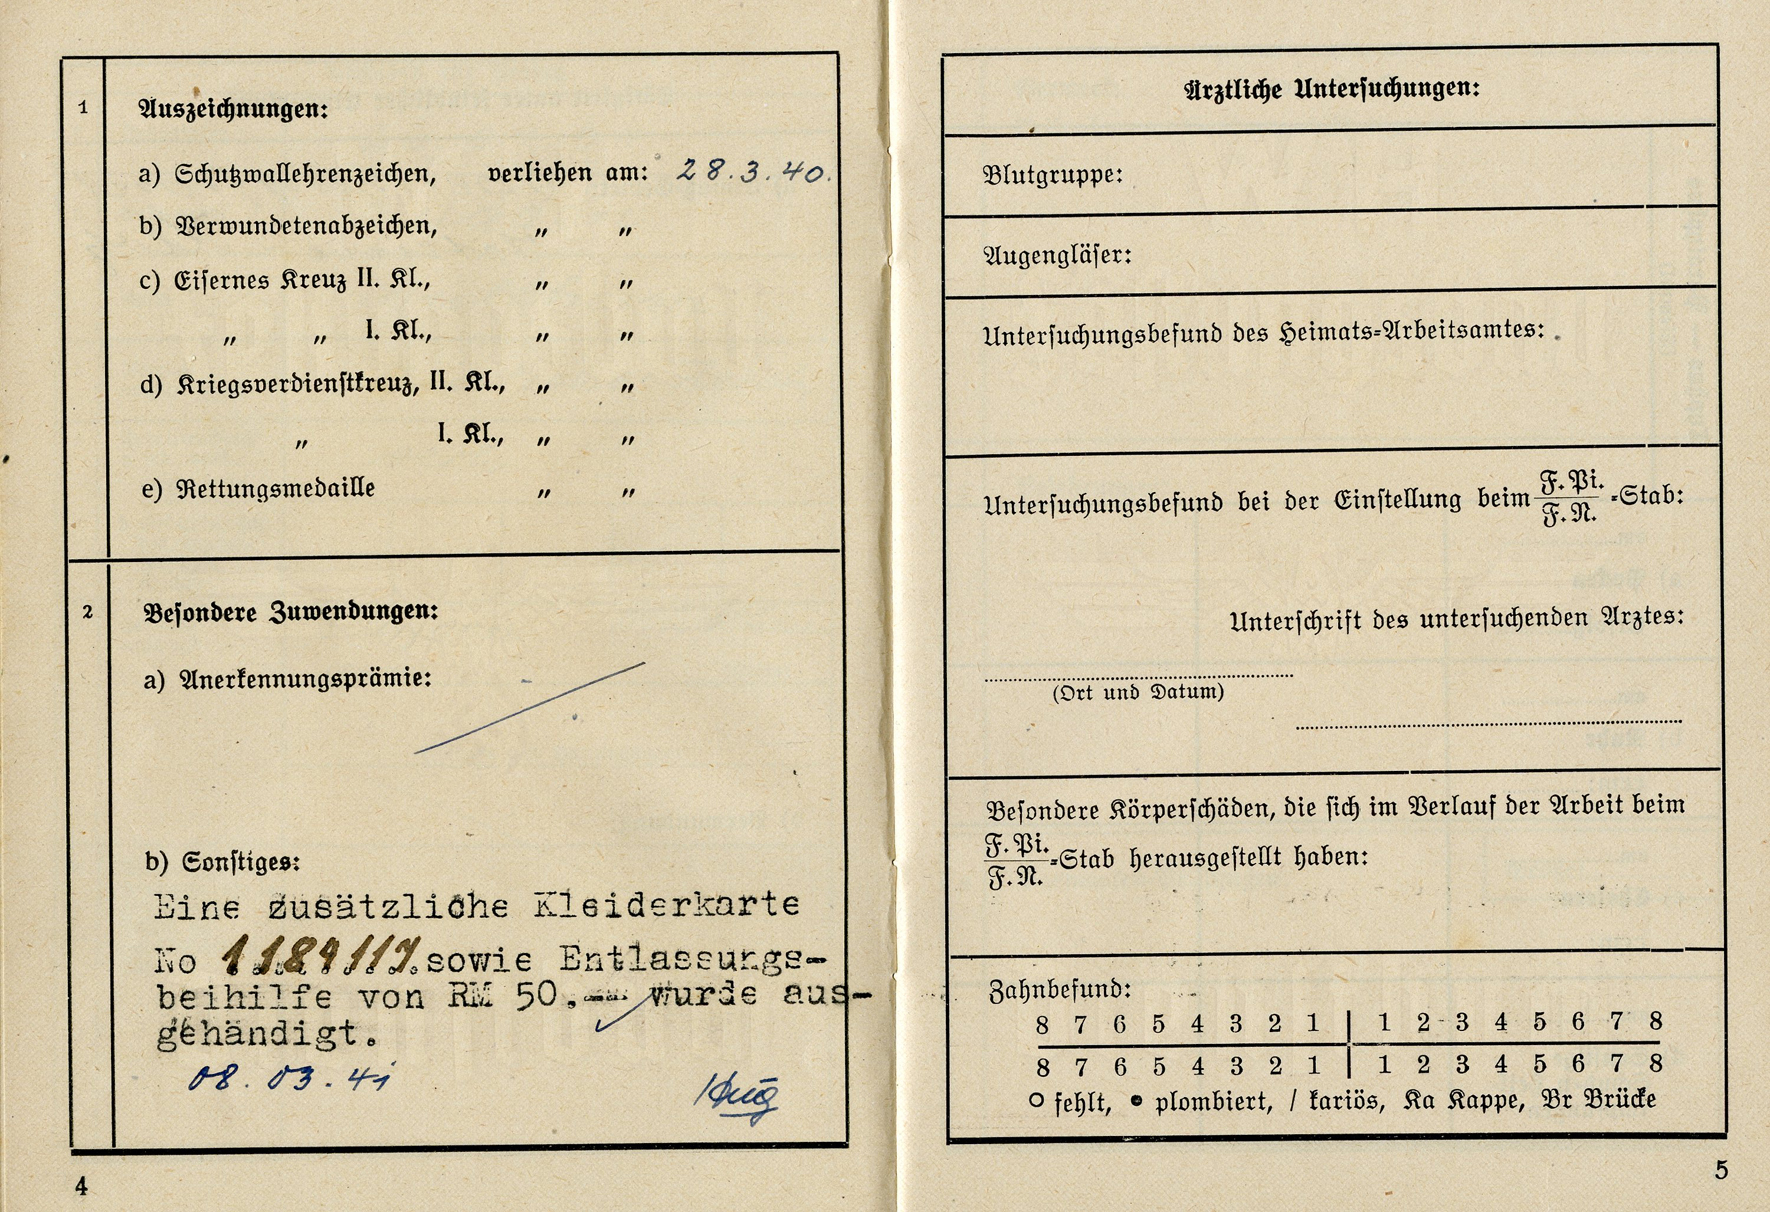 1
Auszeichnungen:
a) Schutzwallehrenzeichen, verliehen am: 28.3.40.
b) Verwundetenabzeichen, " "
c) Eisernes Kreuz II. Kl., " "
" " I. Kl., " "
d) Kriegsverdienstkreuz, II. Kl., " "
" I. Kl., " "
e) Rettungsmedaille " "
2
Besondere Zuwendungen:
a) Anerkennungsprämie:
b) Sonstiges:
Eine zusätzliche Kleiderkarte
No sowie Entlassungs-
beihilfe von RM 50.-- wurde aus-
gehändigt.
08.03.41
4
Ärztliche Untersuchungen:
Blutgruppe:
Augengläser:
Untersuchungsbefund des Heimats-Arbeitsamtes:
Untersuchungsbefund bei der Einstellung beim F. Pi./F. N.-Stab:
Unterschrift des untersuchenden Arztes:
(Ort und Datum)
Besondere Körperschäden, die sich im Verlauf der Arbeit beim
F. Pi./F. N.-Stab herausgestellt haben:
Zahnbefund:
8 7 6 5 4 3 2 1 | 1 2 3 4 5 6 7 8
8 7 6 5 4 3 2 1 | 1 2 3 4 5 6 7 8
○ fehlt, ● plombiert, / kariös, Ka Kappe, Br Brücke
5